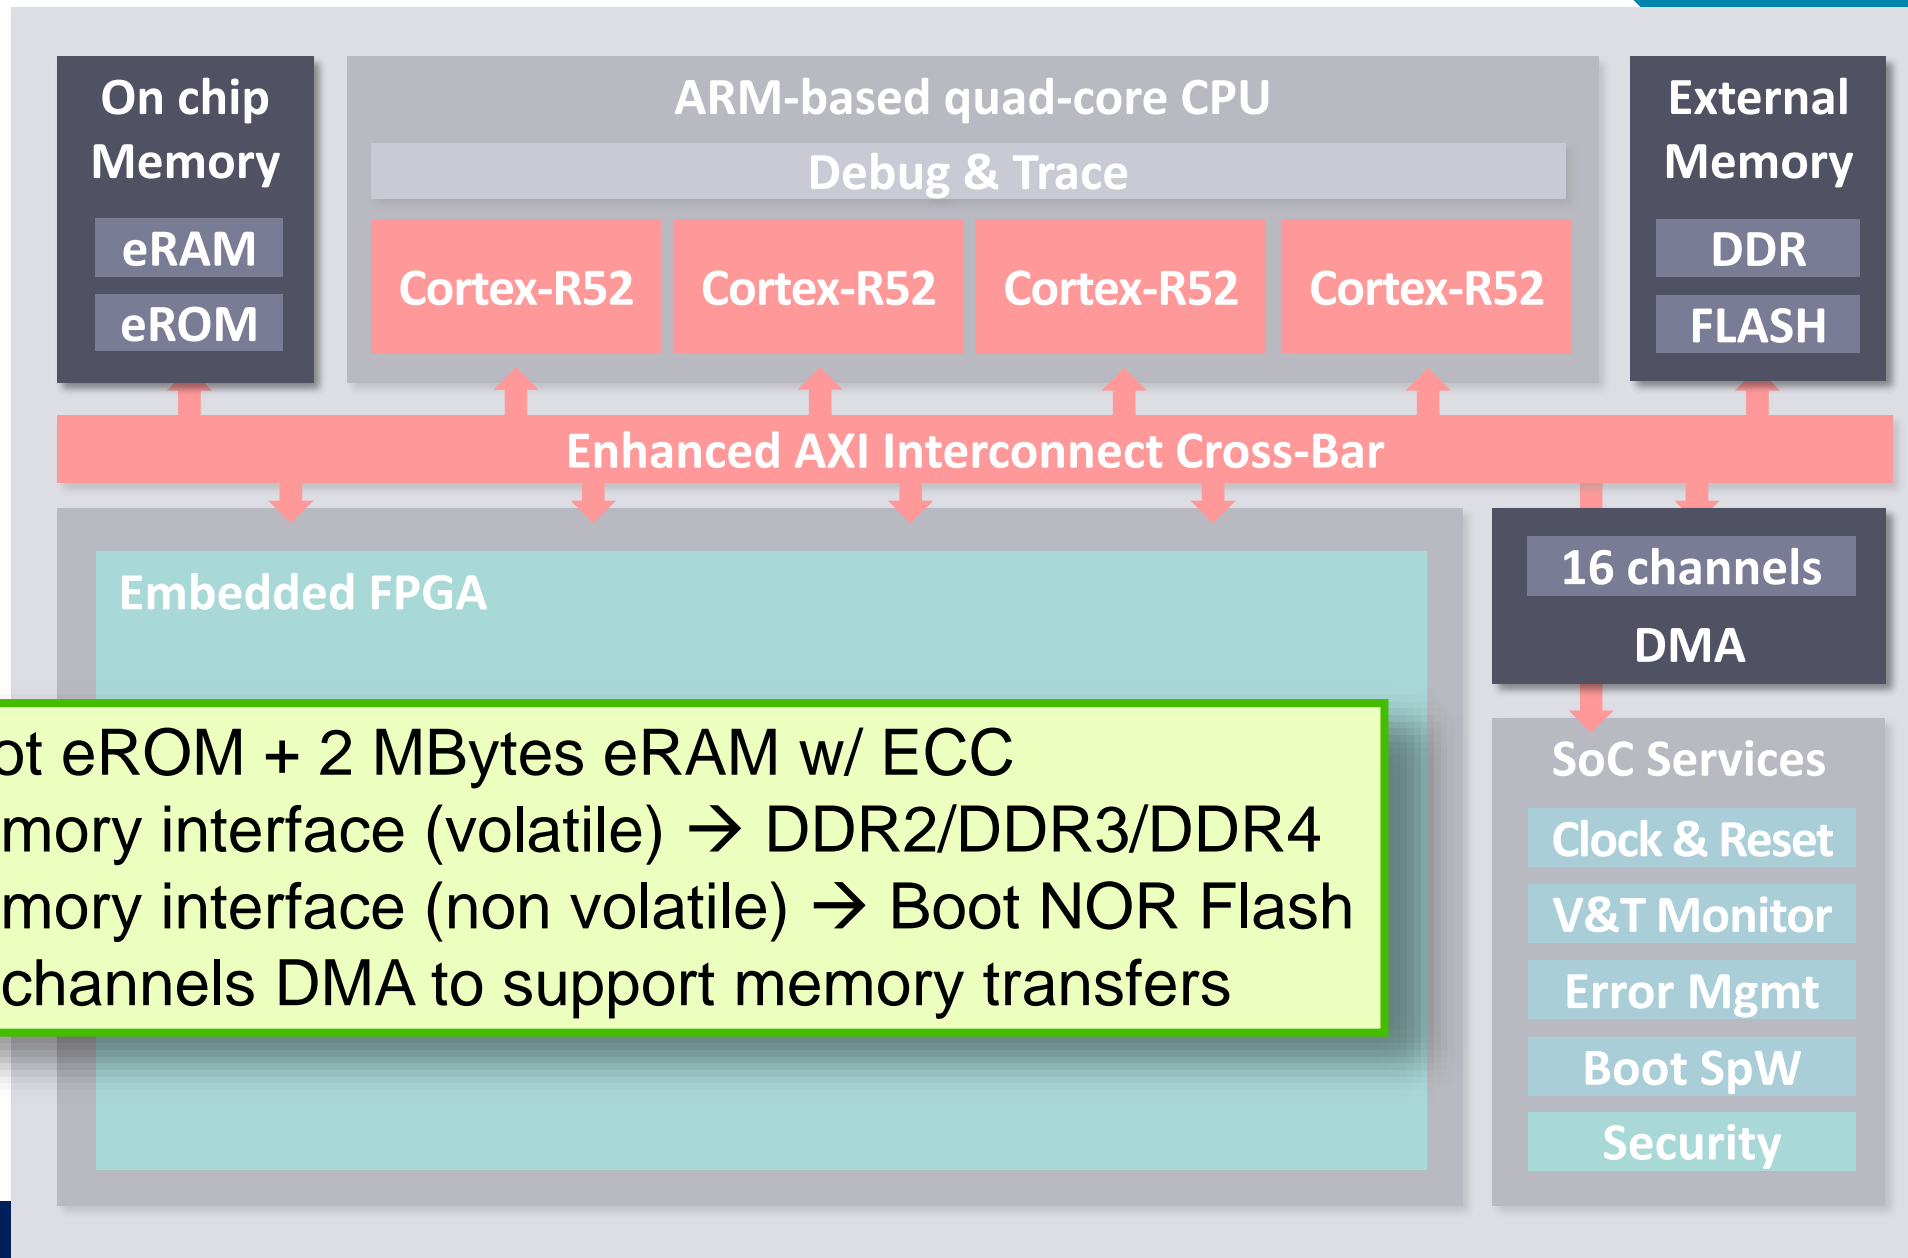 On chip
Memory
eRAM
eROM
ARM-based quad-core CPU
Debug & Trace
Cortex-R52
Cortex-R52
Cortex-R52
Cortex-R52
External
Memory
DDR
FLASH
Enhanced AXI Interconnect Cross-Bar
Embedded FPGA
16 channels
DMA
eROM + 2 MBytes eRAM w/ ECC
interface (volatile) → DDR2/DDR3/DDR4
interface (non volatile) → Boot NOR Flash
channels DMA to support memory transfers
SoC Services
Clock & Reset
V&T Monitor
Error Mgmt
Boot SpW
Security